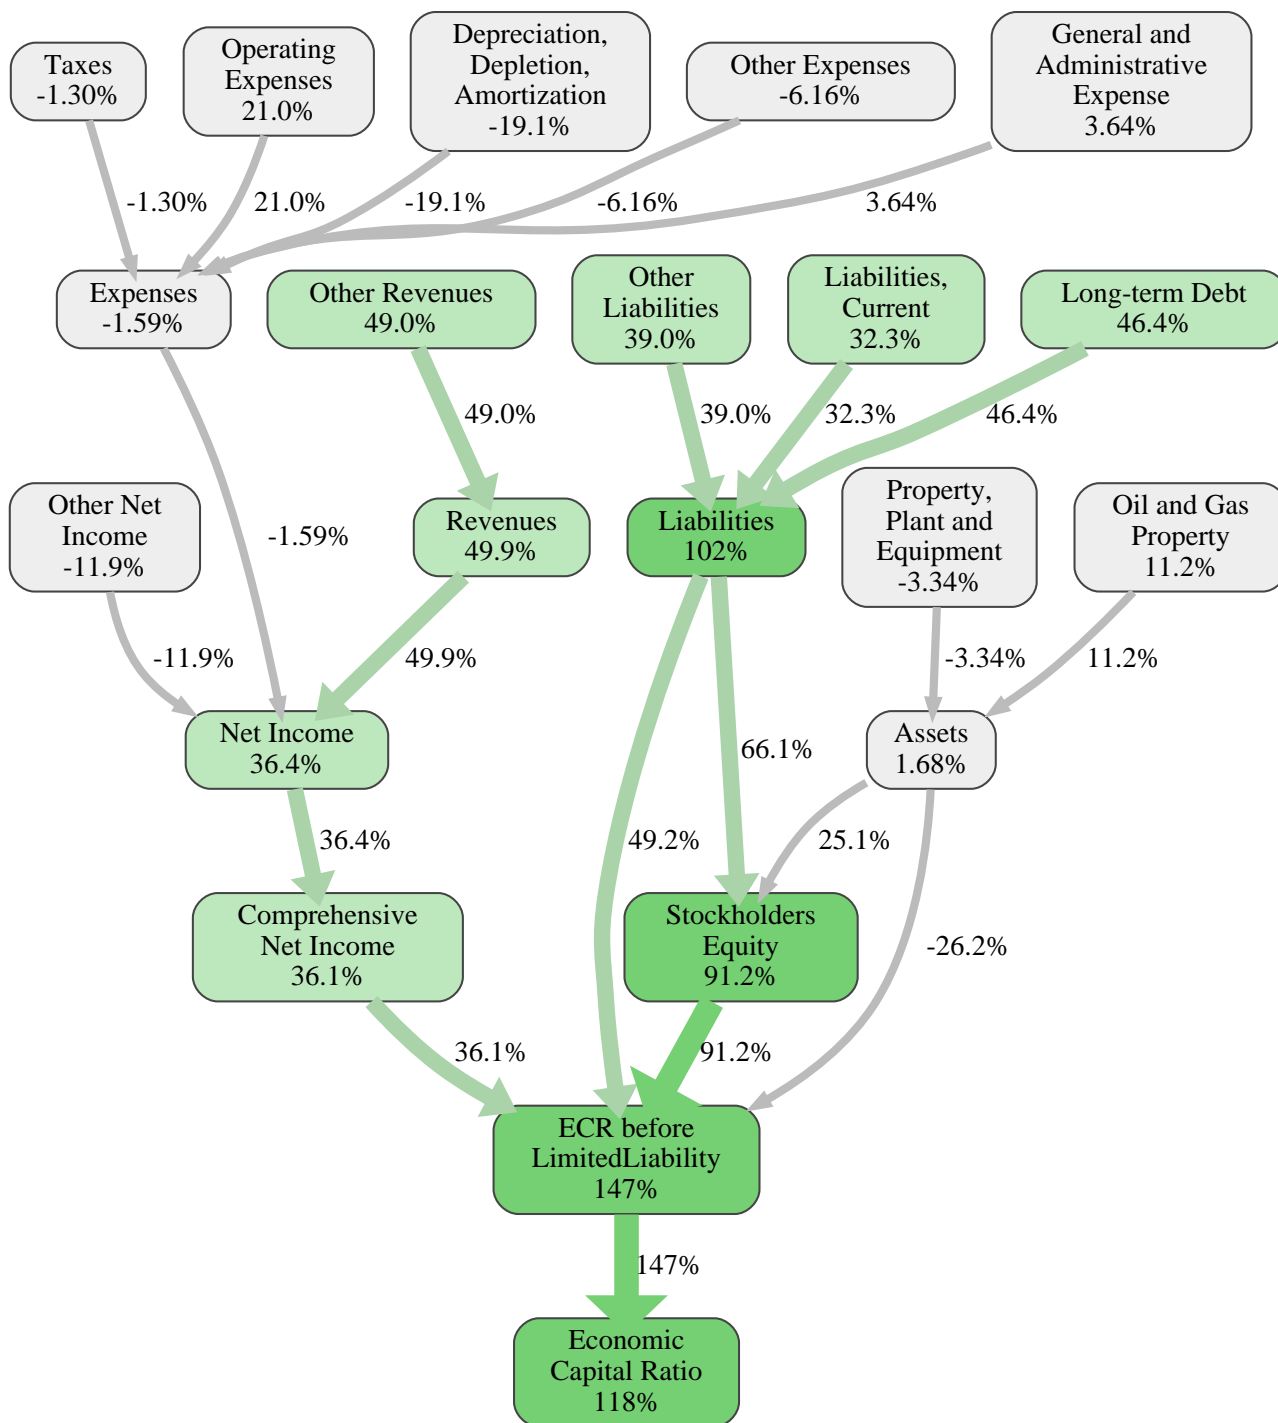 Taxes
-1.30%
Operating
Expenses
21.0%
Depreciation,
Depletion,
Amortization
-19.1%
Other Expenses
-6.16%
General and
Administrative
Expense
3.64%
-1.30%
21.0%
-19.1%
-6.16%
3.64%
Expenses
-1.59%
Other Revenues
49.0%
Other
Liabilities
39.0%
Liabilities,
Current
32.3%
Long-term Debt
46.4%
49.0%
39.0%
32.3%
46.4%
Other Net
Income
-11.9%
-1.59%
Revenues
49.9%
Liabilities
102%
Property,
Plant and
Equipment
-3.34%
Oil and Gas
Property
11.2%
-11.9%
49.9%
-3.34%
11.2%
Net Income
36.4%
66.1%
Assets
1.68%
36.4%
49.2%
25.1%
Comprehensive
Net Income
36.1%
Stockholders
Equity
91.2%
-26.2%
36.1%
91.2%
ECR before
LimitedLiability
147%
147%
Economic
Capital Ratio
118%